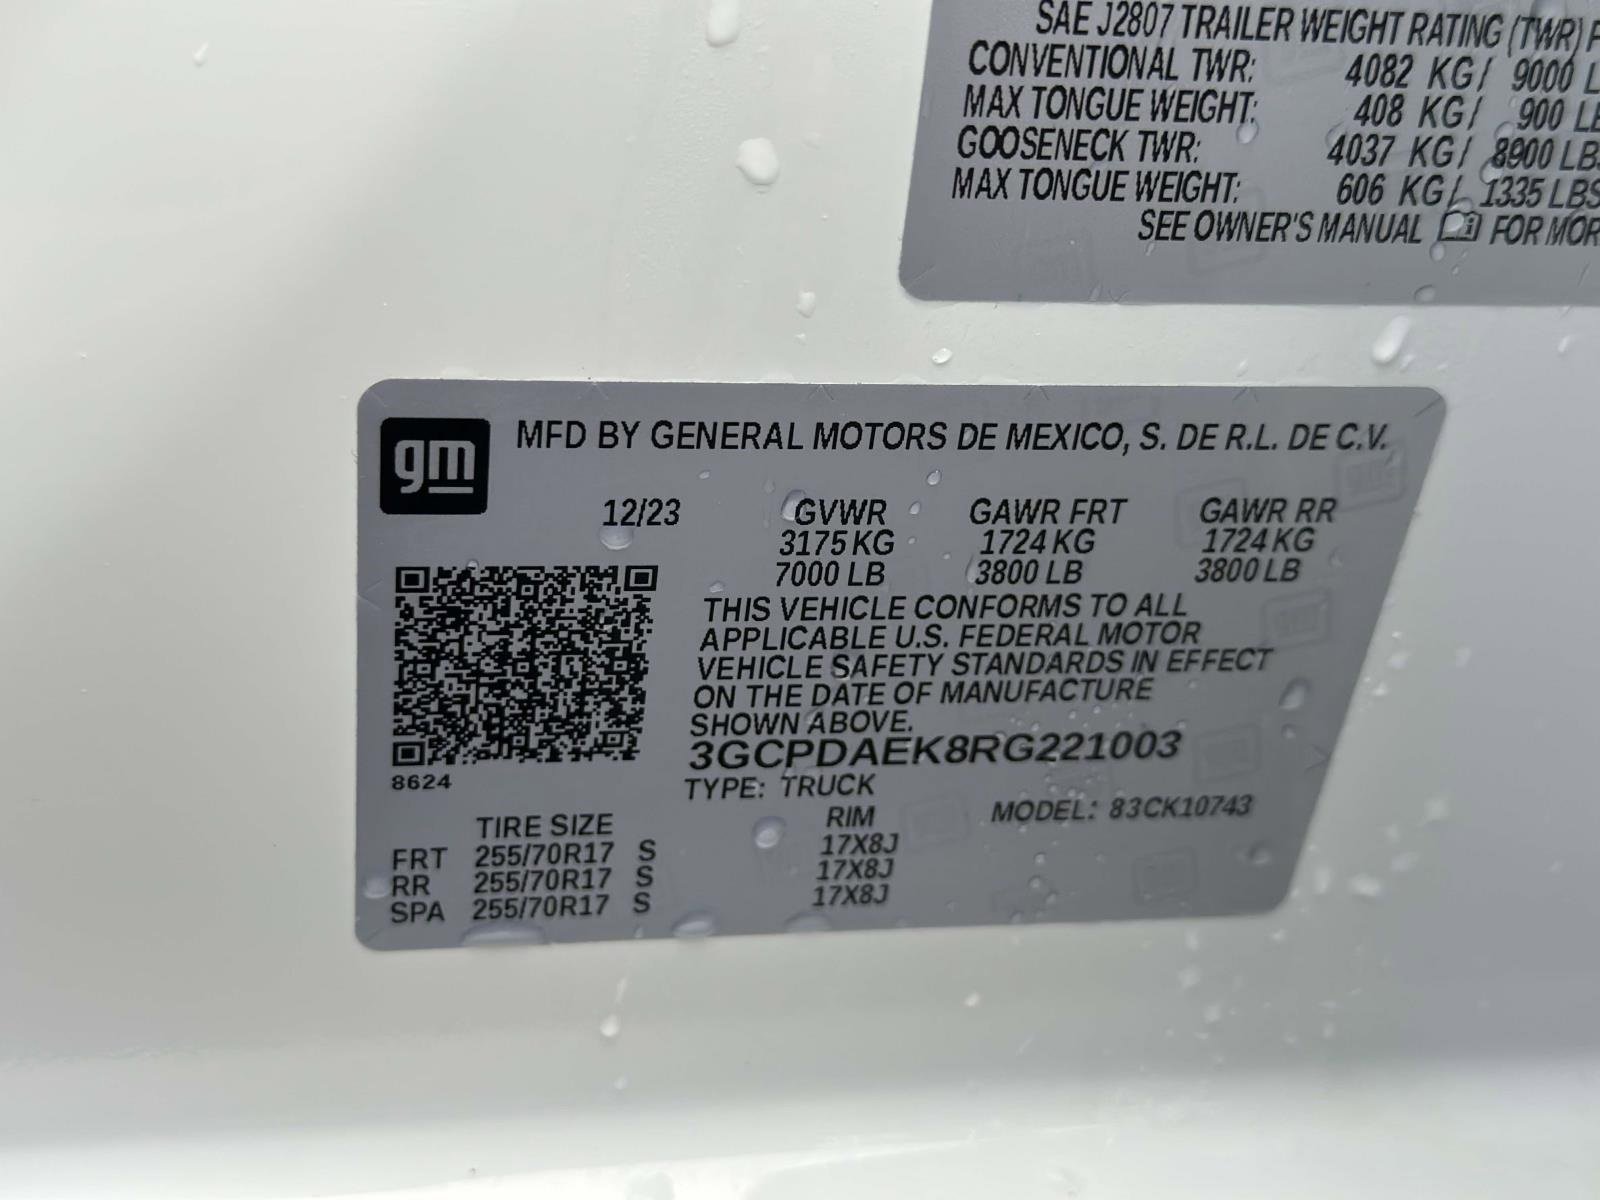 SAE J2807 TRAILER WEIGHT RATING (TWR)
CONVENTIONAL TWR: 4082 KG/ 9000
MAX TONGUE WEIGHT: 408 KG/ 900
GOOSENECK TWR: 4037 KG/ 8900 LBS
MAX TONGUE WEIGHT: 606 KG/ 1335 LBS
SEE OWNER'S MANUAL FOR
gm
MFD BY GENERAL MOTORS DE MEXICO, S. DE R.L. DE C.V.
12/23 GVWR GAWR FRT GAWR RR
3175 KG 1724 KG 1724 KG
7000 LB 3800 LB 3800 LB
THIS VEHICLE CONFORMS TO ALL
APPLICABLE U.S. FEDERAL MOTOR
VEHICLE SAFETY STANDARDS IN EFFECT
ON THE DATE OF MANUFACTURE
SHOWN ABOVE.
3GCPDAEK8RG221003
8624
TYPE: TRUCK
MODEL: 83CK10743
TIRE SIZE RIM
FRT 255/70R17 S 17X8J
RR 255/70R17 S 17X8J
SPA 255/70R17 S 17X8J